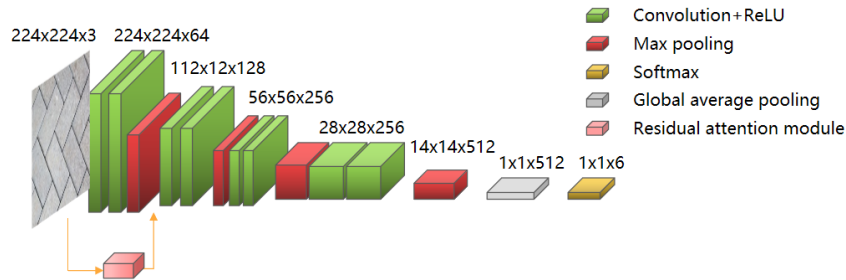 224x224x3
224x224x64
112x12x128
56x56x256
28x28x256
14x14x512
1x1x512
1x1x6
Convolution+ReLU
Max pooling
Softmax
Global average pooling
Residual attention module